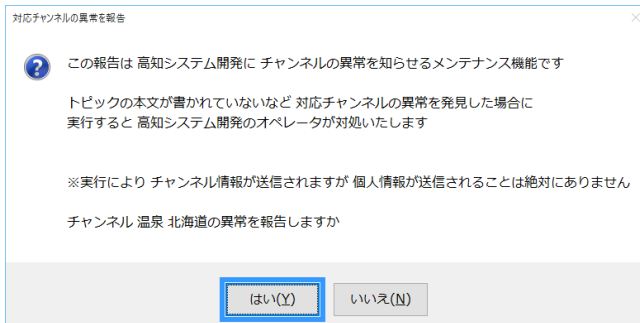 対応チャンネルの異常を報告
この報告は 高知システム開発に チャンネルの異常を知らせるメンテナンス機能です
トピックの本文が書かれていないなど 対応チャンネルの異常を発見した場合に
実行すると 高知システム開発のオペレータが対処いたします
※実行により チャンネル情報が送信されますが 個人情報が送信されることは絶対にありません
チャンネル 温泉 北海道の異常を報告しますか
はい(Y) いいえ(N)